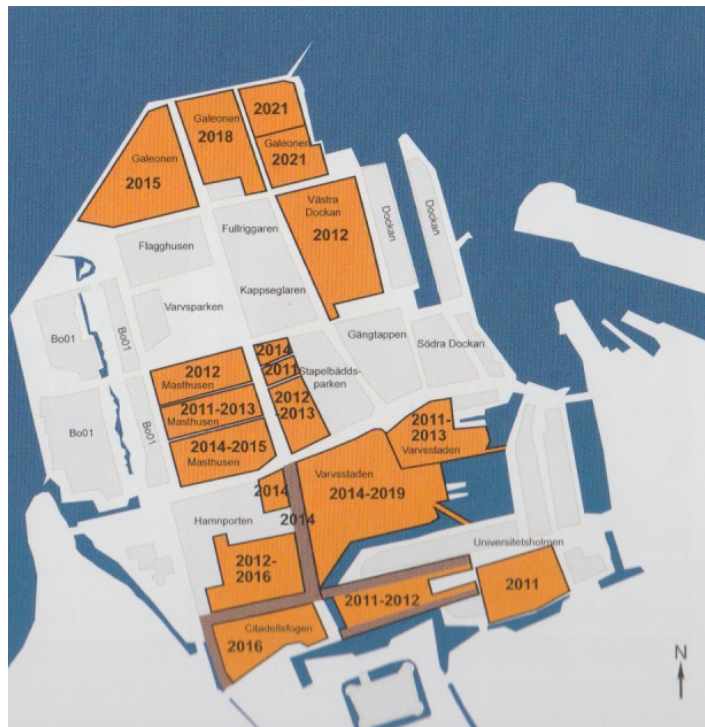 2021
Galeonen
2018
Galeonen
2021
Galeonen
2015
Västra
Dockan
2012
Dockan
Dockan
Fullriggaren
Flagghusen
Kappseglaren
Varvsparken
Bo01
Bo01
Gängtappen
Södra Dockan
2014
2011
Stapelbädds-
parken
2012
Masthusen
2012
-2013
2011-2013
Masthusen
Bo01
Bo01
2014-2015
Masthusen
2011-
2013
Varvsstaden
Varvsstaden
2014-2019
2014
2014
Hamnporten
Universitetsholmen
2012-
2016
2011
2011-2012
Citadellsfogen
2016
N